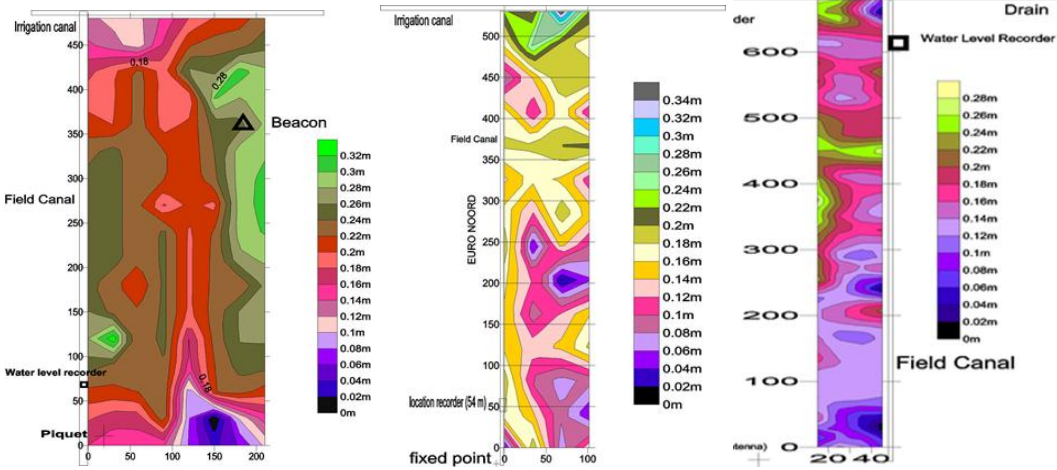 Irrigation canal
450
400
350
300
250
200
150
100
50
0
0.18
0.28
0.18
Beacon
Field Canal
Water level recorder
Piquet
0 50 100 150 200
0.32m
0.3m
0.28m
0.26m
0.24m
0.22m
0.2m
0.18m
0.16m
0.14m
0.12m
0.1m
0.08m
0.06m
0.04m
0.02m
0m
Irrigation canal
500
450
400
350
300
250
200
150
100
50
0
Field Canal
EURO NOORD
location recorder (54 m)
fixed point
0 50 100
0.34m
0.32m
0.3m
0.28m
0.26m
0.24m
0.22m
0.2m
0.18m
0.16m
0.14m
0.12m
0.1m
0.08m
0.06m
0.04m
0.02m
0m
Drain
der
Water Level Recorder
600
500
400
300
200
100
0
tenna)
20 40
0.28m
0.26m
0.24m
0.22m
0.2m
0.18m
0.16m
0.14m
0.12m
0.1m
0.08m
0.06m
0.04m
0.02m
0m
Field Canal